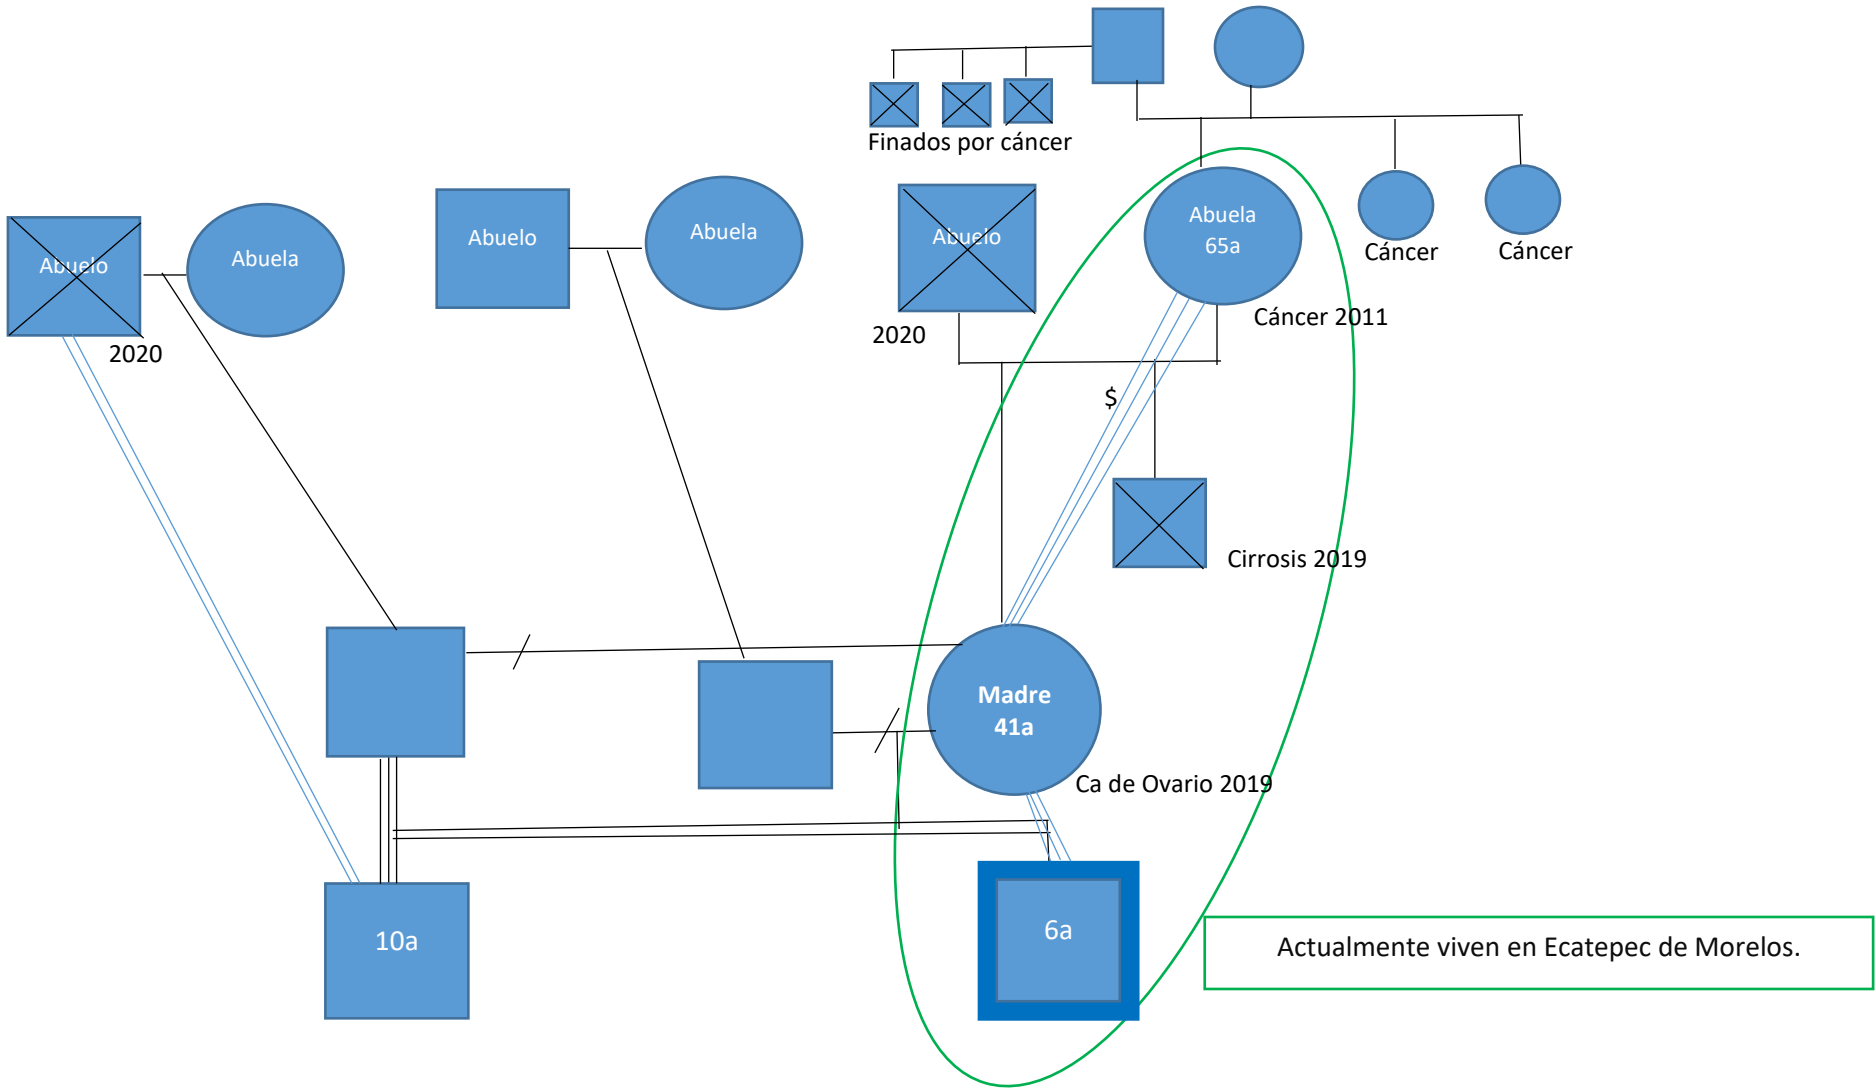 Finados por cáncer
Abuelo
Abuela
Abuelo
Abuela
Abuelo
Abuela
65a
Cáncer
Cáncer
2020
2020
Cáncer 2011
$
Cirrosis 2019
Madre
41a
Ca de Ovario 2019
10a
6a
Actualmente viven en Ecatepec de Morelos.